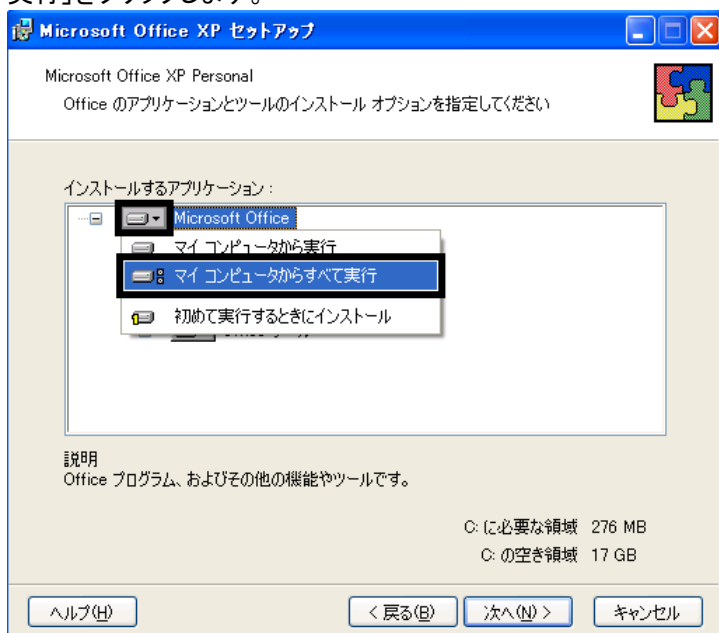 実行」をクリックします。
Microsoft Office XP セットアップ
Microsoft Office XP Personal
Office のアプリケーションとツールのインストール オプションを指定してください
インストールするアプリケーション :
Microsoft Office
マイ コンピュータから実行
マイ コンピュータからすべて実行
初めて実行するときにインストール
説明
Office プログラム、およびその他の機能やツールです。
C: に必要な領域 276 MB
C: の空き領域 17 GB
ヘルプ(H)
< 戻る(B)
次へ(N) >
キャンセル